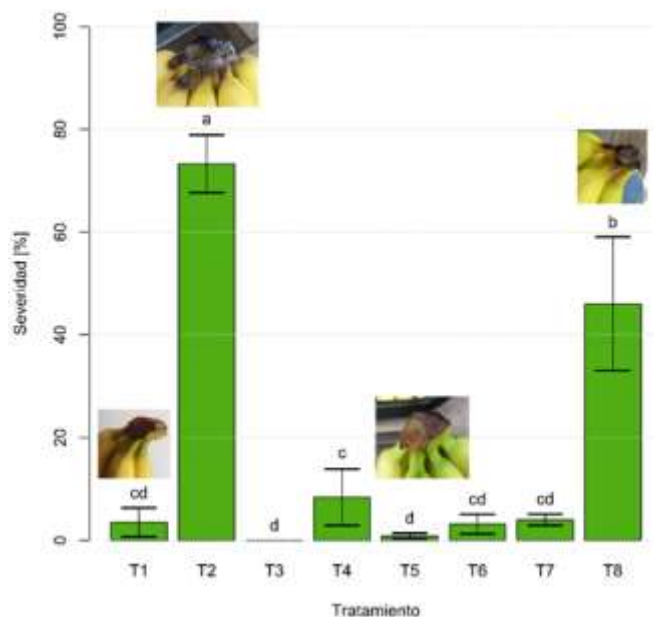 100
a
80
b
60
Severidad [%]
40
20
cd
d
c
d
cd
cd
0
T1 T2 T3 T4 T5 T6 T7 T8
Tratamiento